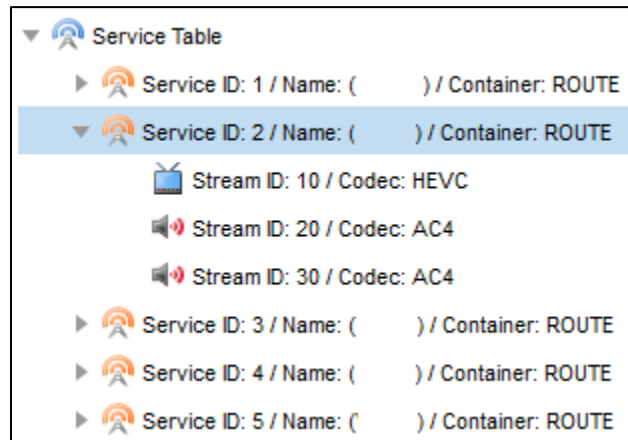 Service Table
Service ID: 1 / Name: ( ) / Container: ROUTE
Service ID: 2 / Name: ( ) / Container: ROUTE
Stream ID: 10 / Codec: HEVC
Stream ID: 20 / Codec: AC4
Stream ID: 30 / Codec: AC4
Service ID: 3 / Name: ( ) / Container: ROUTE
Service ID: 4 / Name: ( ) / Container: ROUTE
Service ID: 5 / Name: (' ) / Container: ROUTE